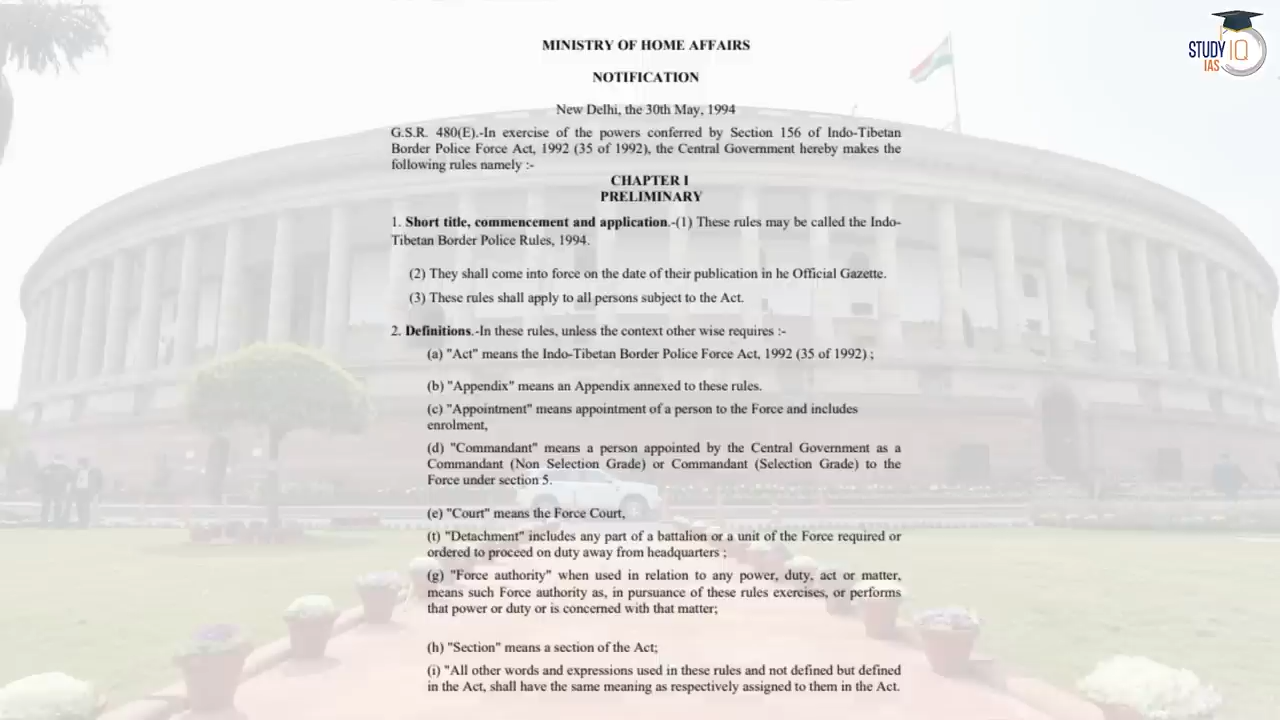 STUDY IQ
IAS
MINISTRY OF HOME AFFAIRS
NOTIFICATION
New Delhi, the 30th May, 1994
G.S.R. 480(E).-In exercise of the powers conferred by Section 156 of Indo-Tibetan
Border Police Force Act, 1992 (35 of 1992), the Central Government hereby makes the
following rules namely :-
CHAPTER I
PRELIMINARY
1. Short title, commencement and application.-(1) These rules may be called the Indo-
Tibetan Border Police Rules, 1994.
(2) They shall come into force on the date of their publication in he Official Gazette.
(3) These rules shall apply to all persons subject to the Act.
2. Definitions.-In these rules, unless the context other wise requires :-
(a) "Act" means the Indo-Tibetan Border Police Force Act, 1992 (35 of 1992) ;
(b) "Appendix" means an Appendix annexed to these rules.
(c) "Appointment" means appointment of a person to the Force and includes
enrolment,
(d) "Commandant" means a person appointed by the Central Government as a
Commandant (Non Selection Grade) or Commandant (Selection Grade) to the
Force under section 5.
(e) "Court" means the Force Court,
(t) "Detachment" includes any part of a battalion or a unit of the Force required or
ordered to proceed on duty away from headquarters ;
(g) "Force authority" when used in relation to any power, duty, act or matter,
means such Force authority as, in pursuance of these rules exercises, or performs
that power or duty or is concerned with that matter;
(h) "Section" means a section of the Act;
(i) "All other words and expressions used in these rules and not defined but defined
in the Act, shall have the same meaning as respectively assigned to them in the Act.